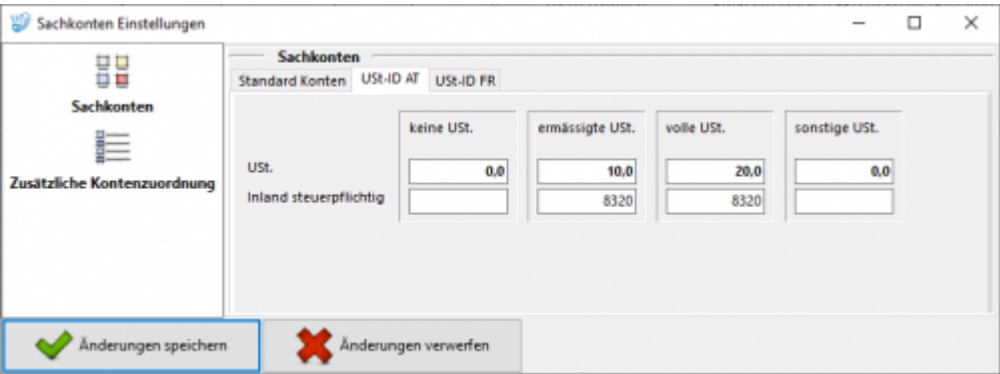 Sachkonten Einstellungen
Sachkonten
Zusätzliche Kontenzuordnung
Sachkonten
Standard Konten USt-ID AT USt-ID FR
keine USt. ermässigte USt. volle USt. sonstige USt.
USt. 0,0 10,0 20,0 0,0
Inland steuerpflichtig 8320 8320
Änderungen speichern Änderungen verwerfen